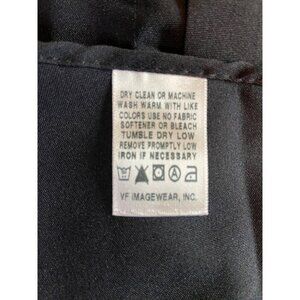 DRY CLEAN OR MACHINE
WASH WARM WITH LIKE
COLORS USE NO FABRIC
SOFTENER OR BLEACH
TUMBLE DRY LOW
REMOVE PROMPTLY LOW
IRON IF NECESSARY
A
VF IMAGEWEAR, INC.